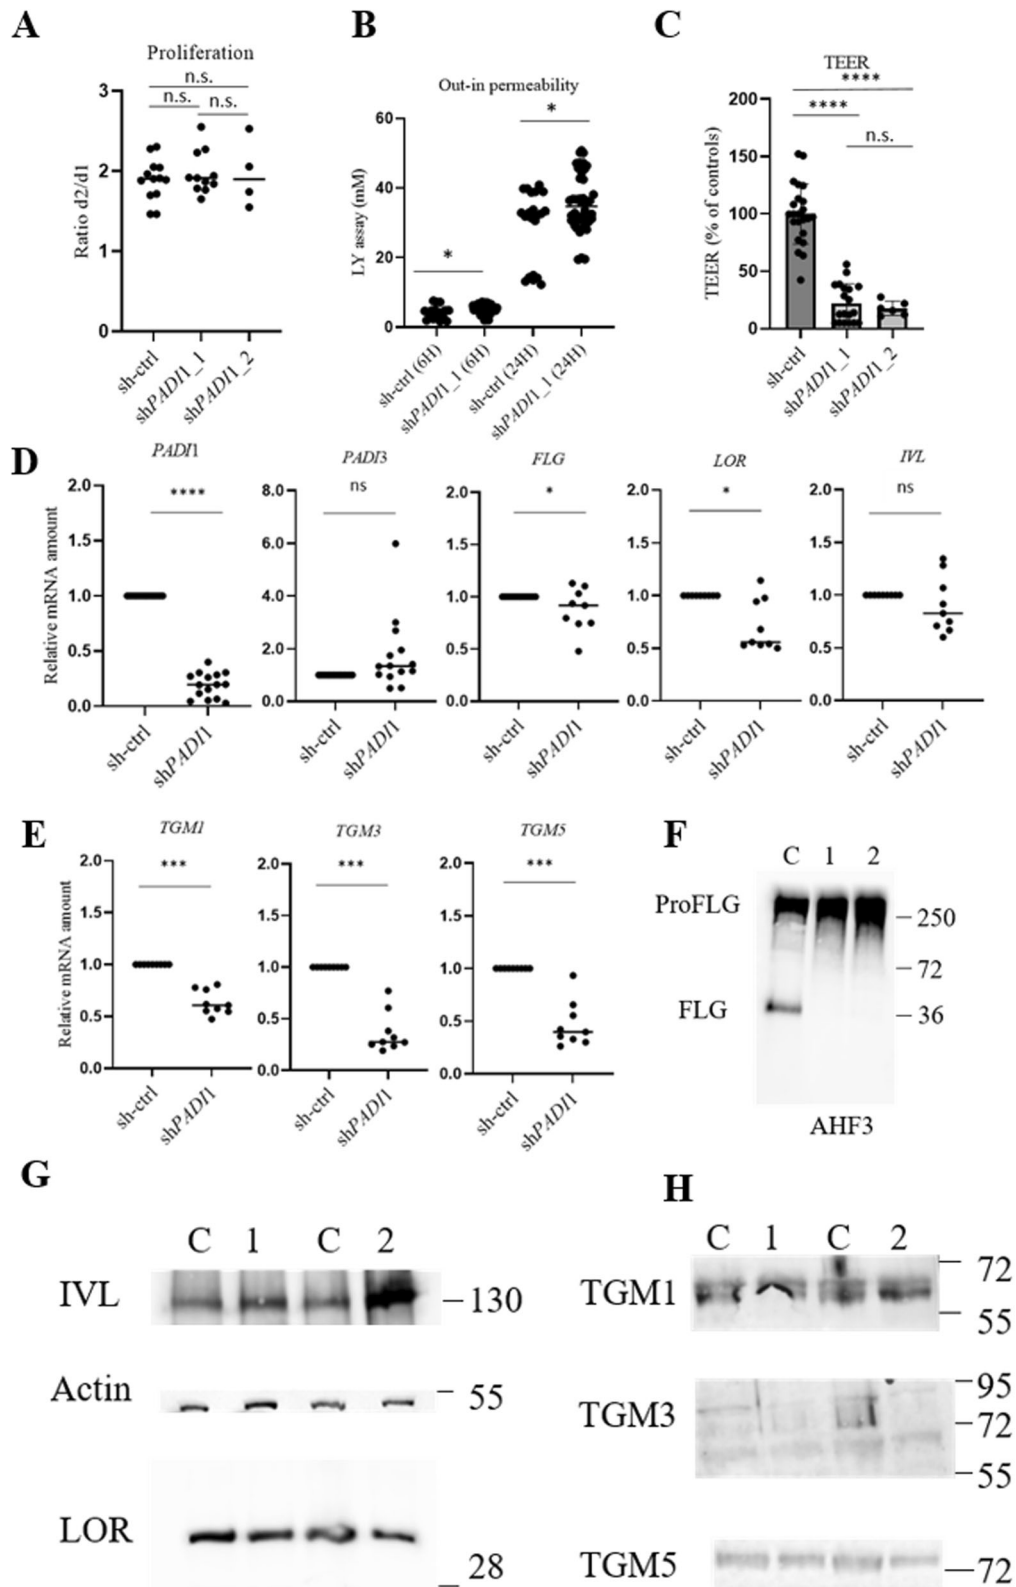 A
Proliferation
n.s.
n.s. n.s.
3
2
1
0
Ratio d2/d1
sh-ctrl
shPADI1_1
shPADI1_2
B
Out-in permeability
*
*
60
40
20
0
LY assay (mM)
sh-ctrl (6H)
shPADI1_1 (6H)
sh-ctrl (24H)
shPADI1_1 (24H)
C
TEER
****
****
n.s.
200
150
100
50
0
TEER (% of controls)
sh-ctrl
shPADI1_1
shPADI1_2
D
PADI1
****
2.0
1.5
1.0
0.5
0.0
Relative mRNA amount
sh-ctrl
shPADI1
PADI3
ns
8.0
6.0
4.0
2.0
0.0
sh-ctrl
shPADI1
FLG
*
2.0
1.5
1.0
0.5
0.0
sh-ctrl
shPADI1
LOR
*
2.0
1.5
1.0
0.5
0.0
sh-ctrl
shPADI1
IVL
ns
2.0
1.5
1.0
0.5
0.0
sh-ctrl
shPADI1
E
TGM1
***
2.0
1.5
1.0
0.5
0.0
Relative mRNA amount
sh-ctrl
shPADI1
TGM3
***
2.0
1.5
1.0
0.5
0.0
sh-ctrl
shPADI1
TGM5
***
2.0
1.5
1.0
0.5
0.0
sh-ctrl
shPADI1
F
C 1 2
ProFLG
250
72
FLG
36
AHF3
G
C 1 C 2
IVL
130
Actin
55
LOR
28
H
C 1 C 2
TGM1
72
55
TGM3
95
72
55
TGM5
72